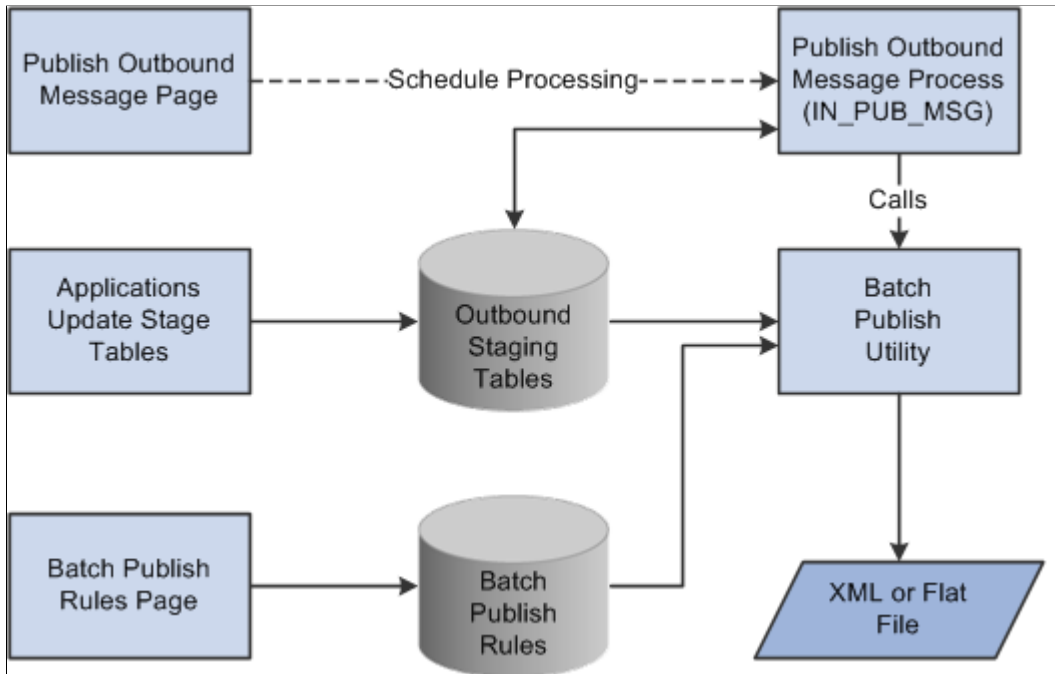 Publish Outbound
Message Page
Schedule Processing
Publish Outbound
Message Process
(IN_PUB_MSG)
Calls
Applications
Update Stage
Tables
Outbound
Staging
Tables
Batch
Publish
Utility
Batch Publish
Rules Page
Batch
Publish
Rules
XML or Flat
File